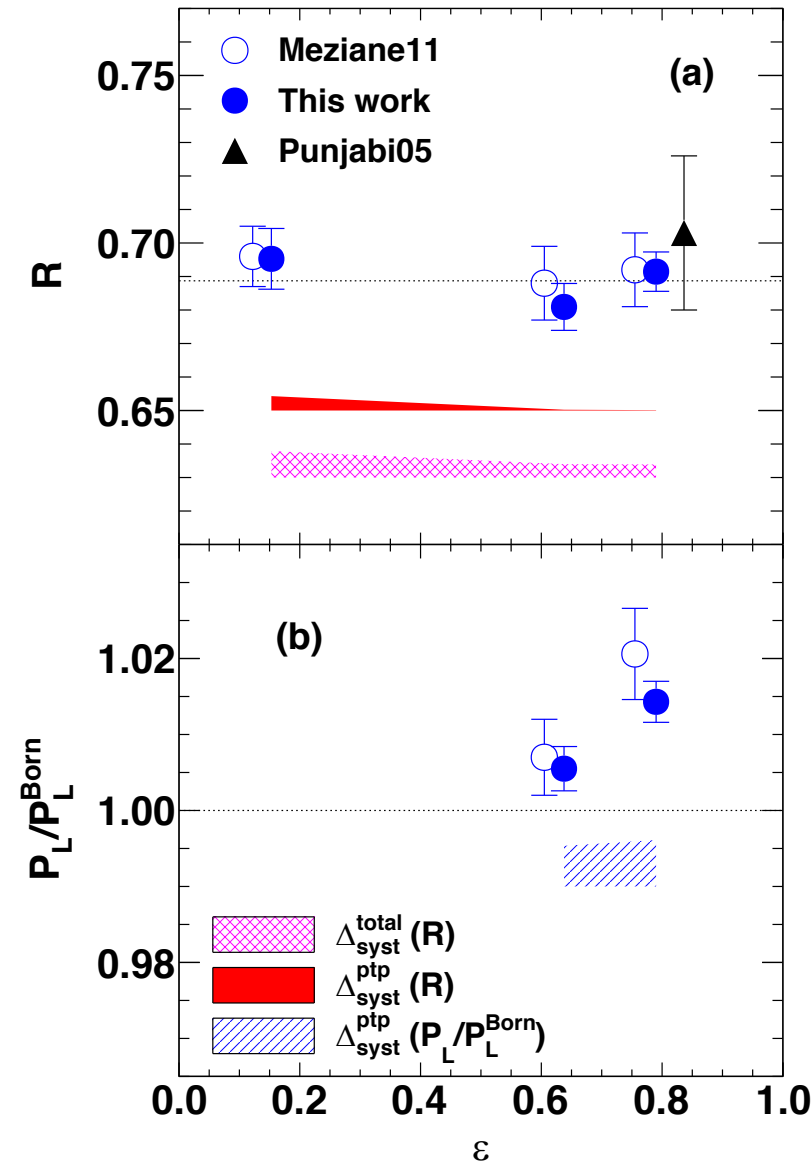 (a)
Meziane11
This work
Punjabi05
0.75
0.70
0.65
R
(b)
1.02
1.00
0.98
P_L/P_L^Born
Δ_syst^total (R)
Δ_syst^ptp (R)
Δ_syst^ptp (P_L/P_L^Born)
0.0 0.2 0.4 0.6 0.8 1.0
ε